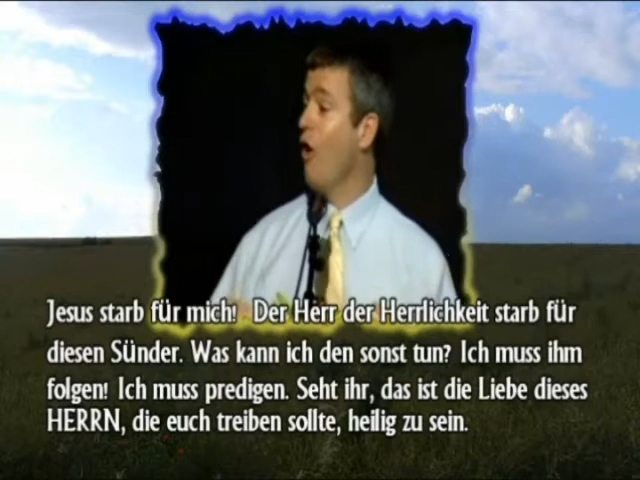 Jesus starb für mich! Der Herr der Herrlichkeit starb für
diesen Sünder. Was kann ich den sonst tun? Ich muss ihm
folgen! Ich muss predigen. Seht ihr, das ist die Liebe dieses
HERRN, die euch treiben sollte, heilig zu sein.